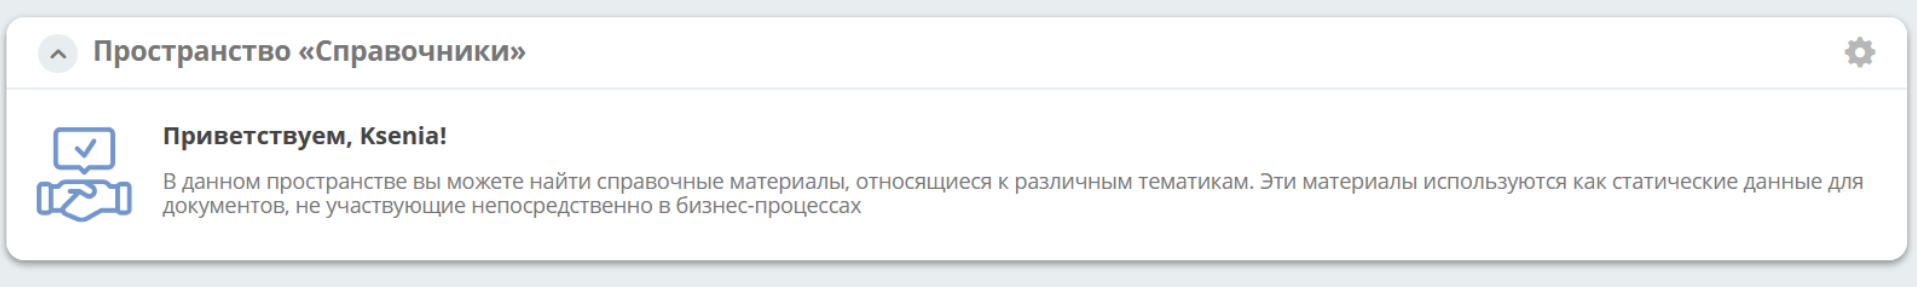 Пространство «Справочники»
Приветствуем, Ksenia!
В данном пространстве вы можете найти справочные материалы, относящиеся к различным тематикам. Эти материалы используются как статические данные для
документов, не участвующие непосредственно в бизнес-процессах